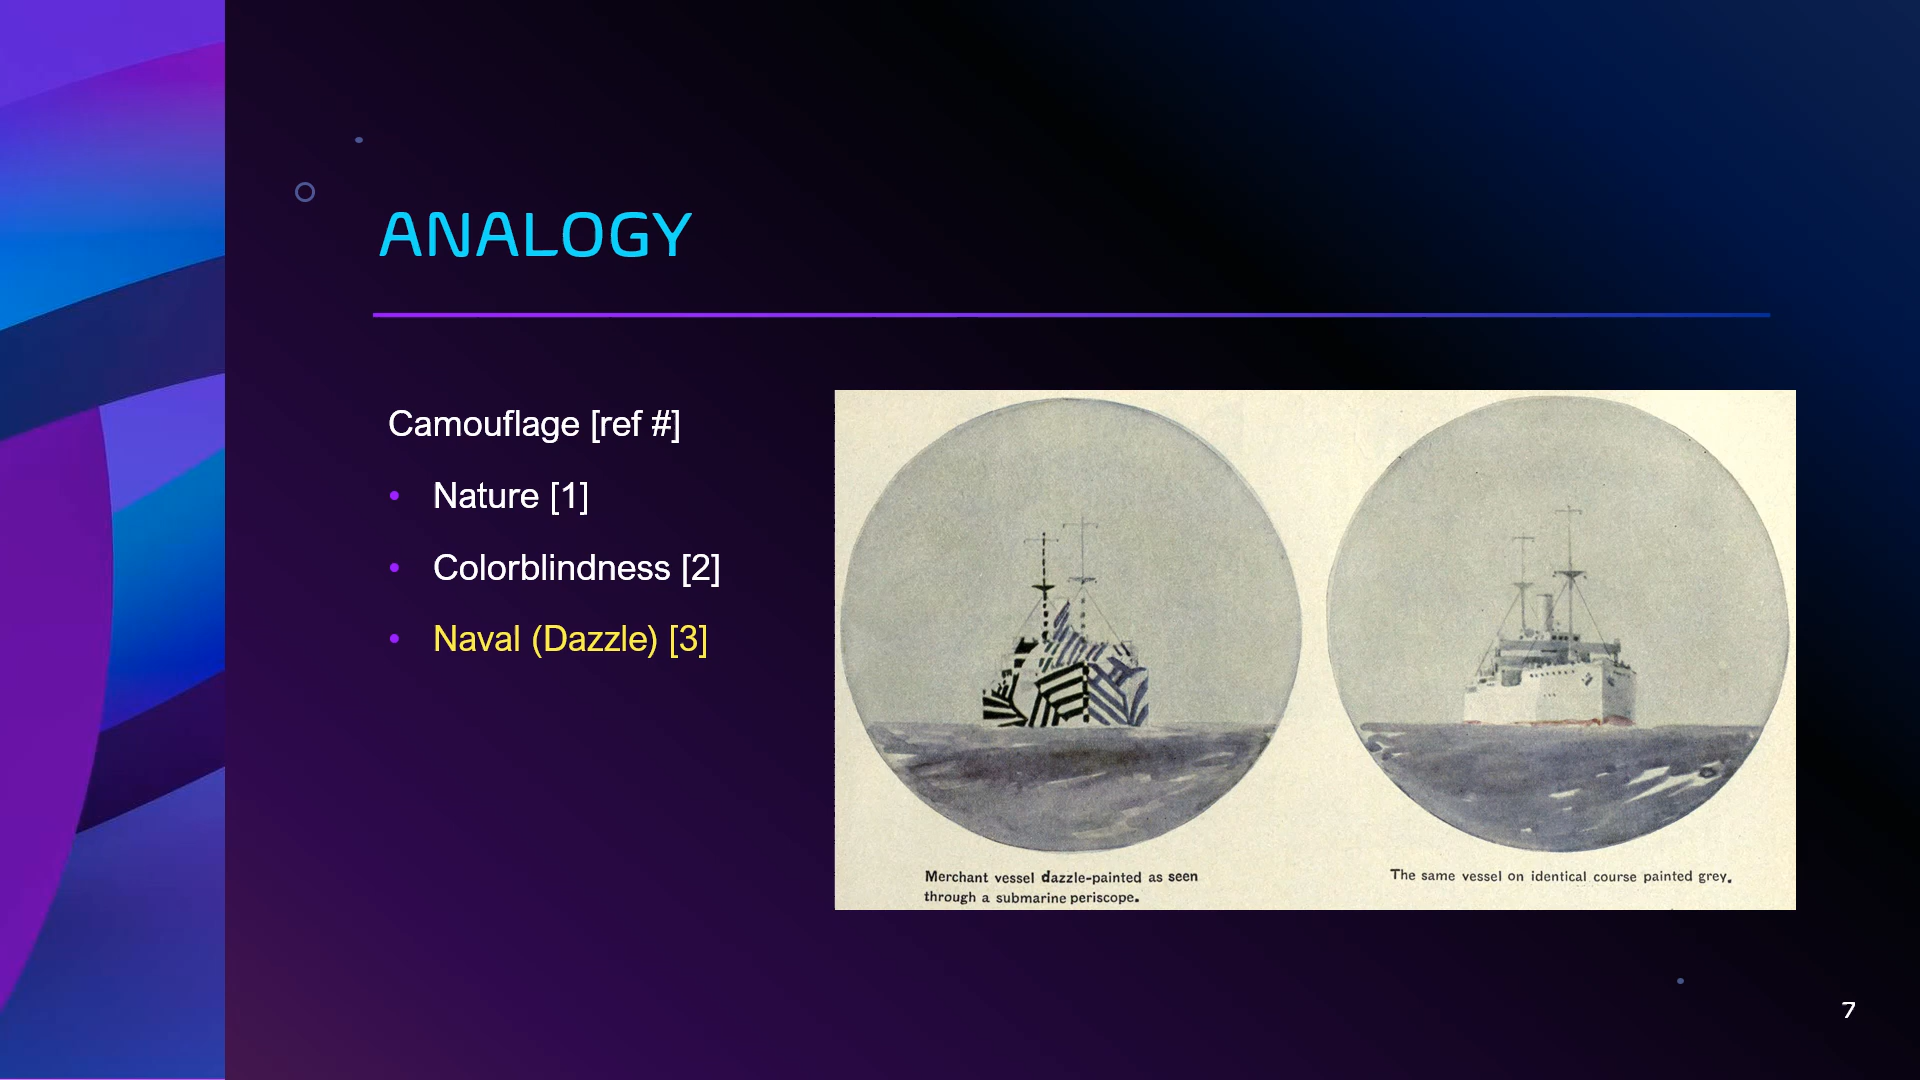 ANALOGY
Camouflage [ref #]
• Nature [1]
• Colorblindness [2]
• Naval (Dazzle) [3]
Merchant vessel dazzle-painted as seen
through a submarine periscope.
The same vessel on identical course painted grey.
7